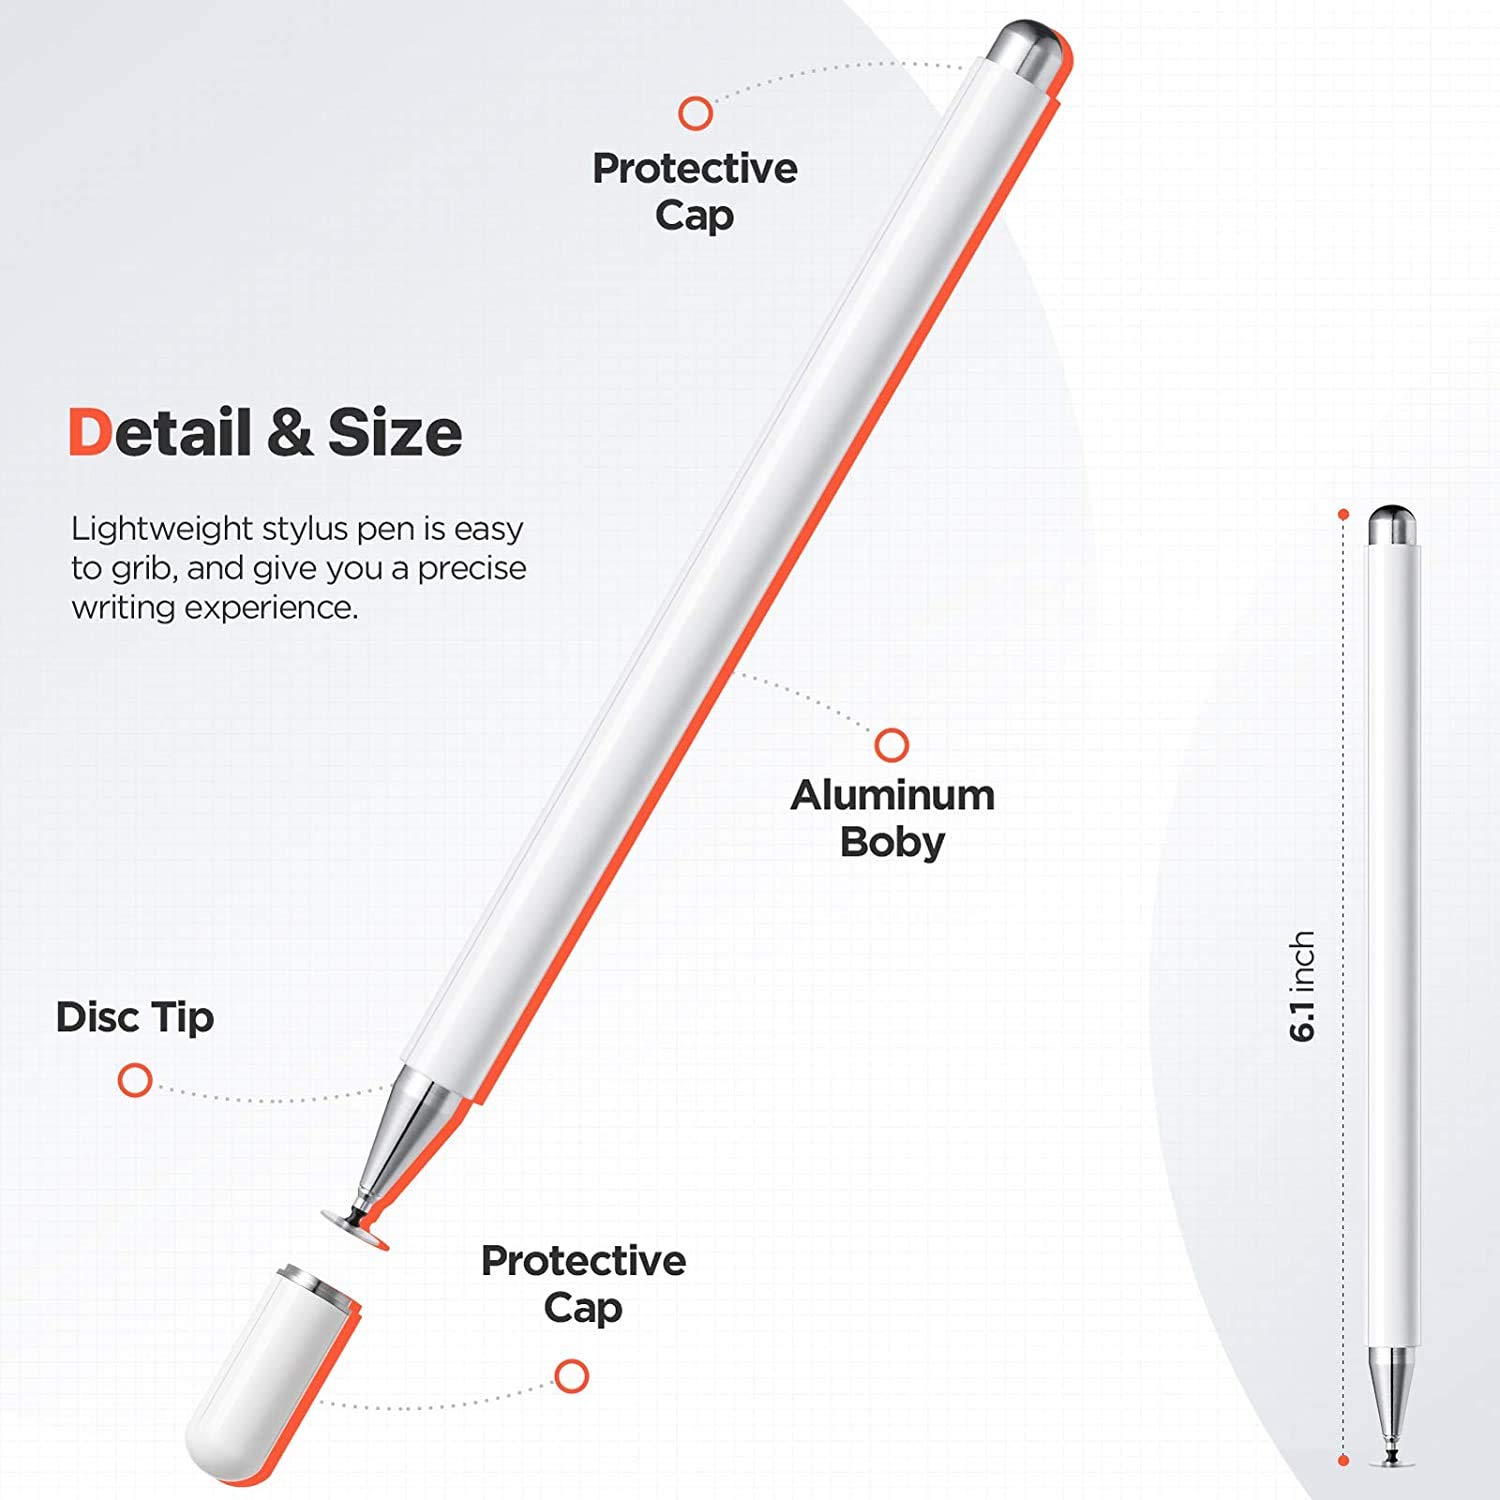 Protective
Cap
Detail & Size
Lightweight stylus pen is easy
to grib, and give you a precise
writing experience.
Aluminum
Boby
6.1 inch
Disc Tip
Protective
Cap